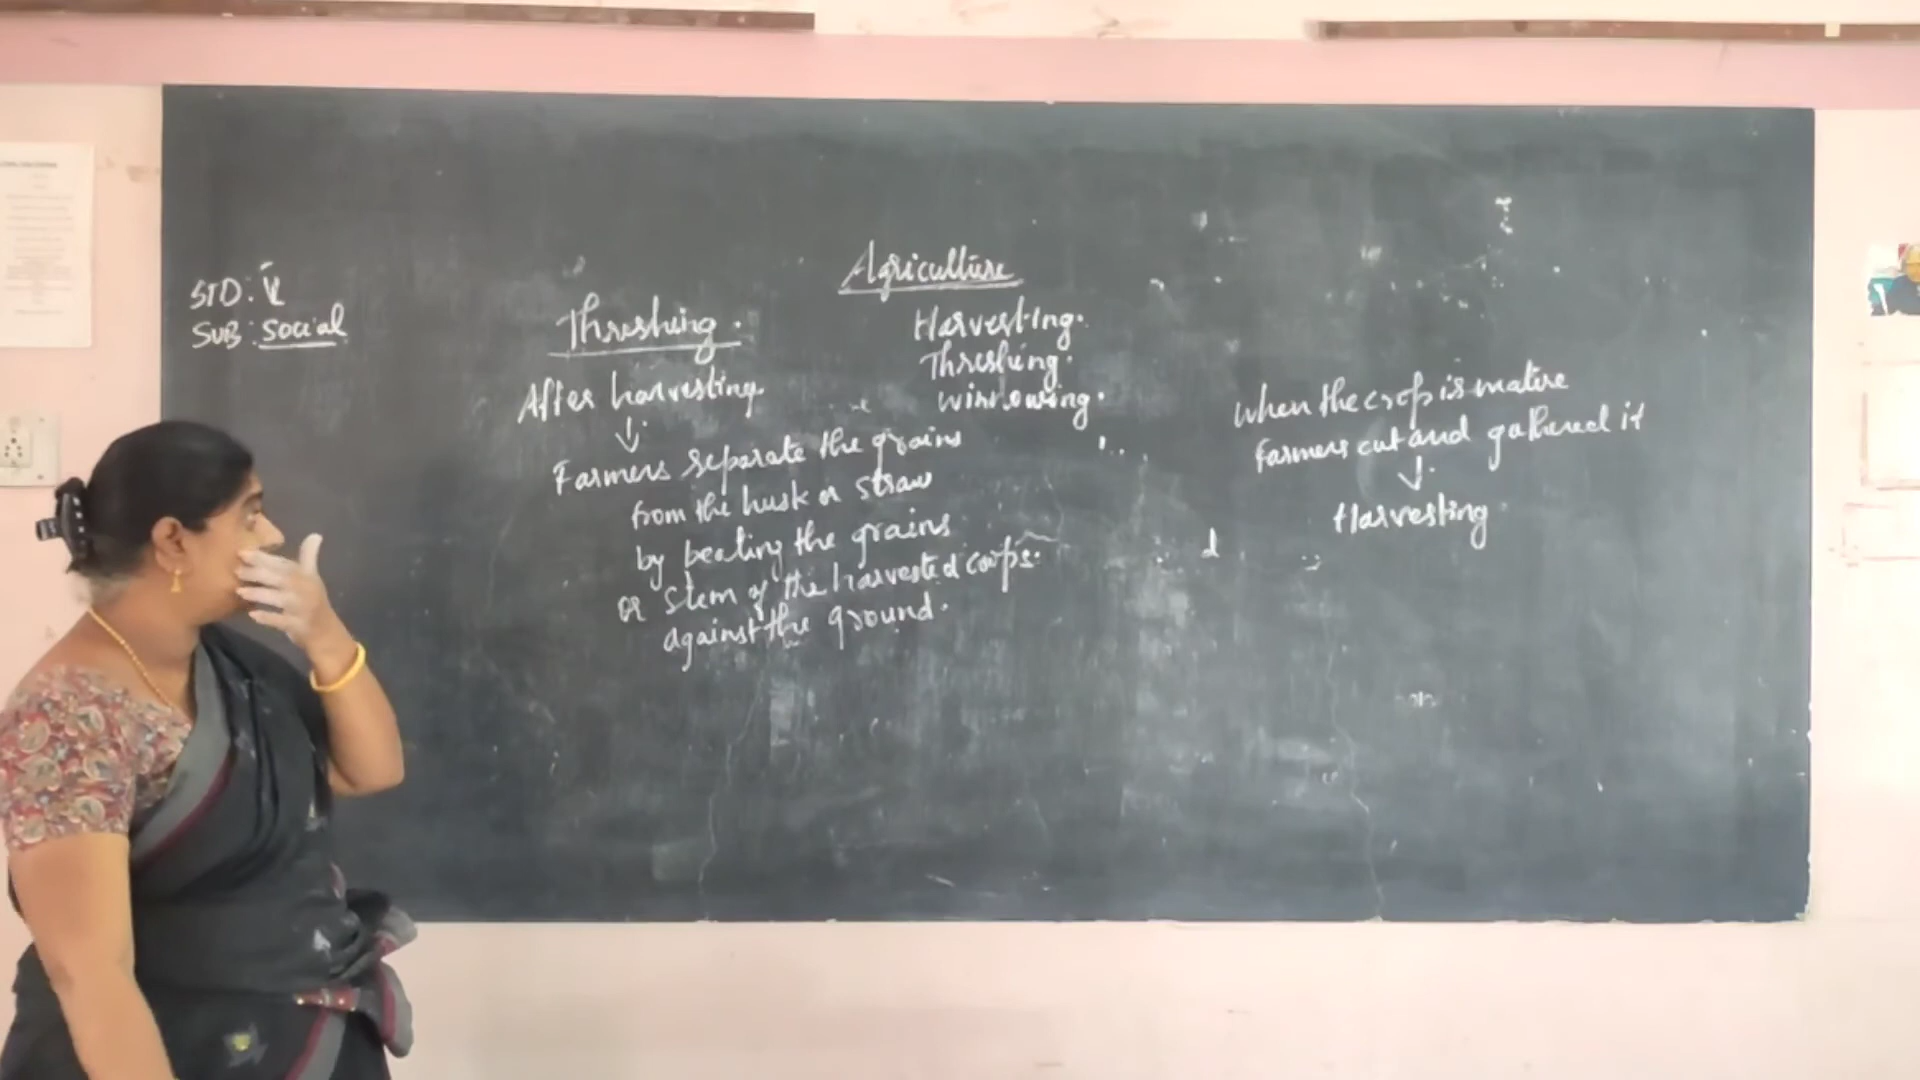 Agriculture
STD: V
SUB: Social
Threshing.
After harvesting.
↓
Farmers separate the grains
from the husk or straw
by beating the grains
or stem of the harvested corps.
against the ground.
Harvesting.
Threshing.
winnowing.
when the crop is mature
farmers cut and gathered it
↓
Harvesting